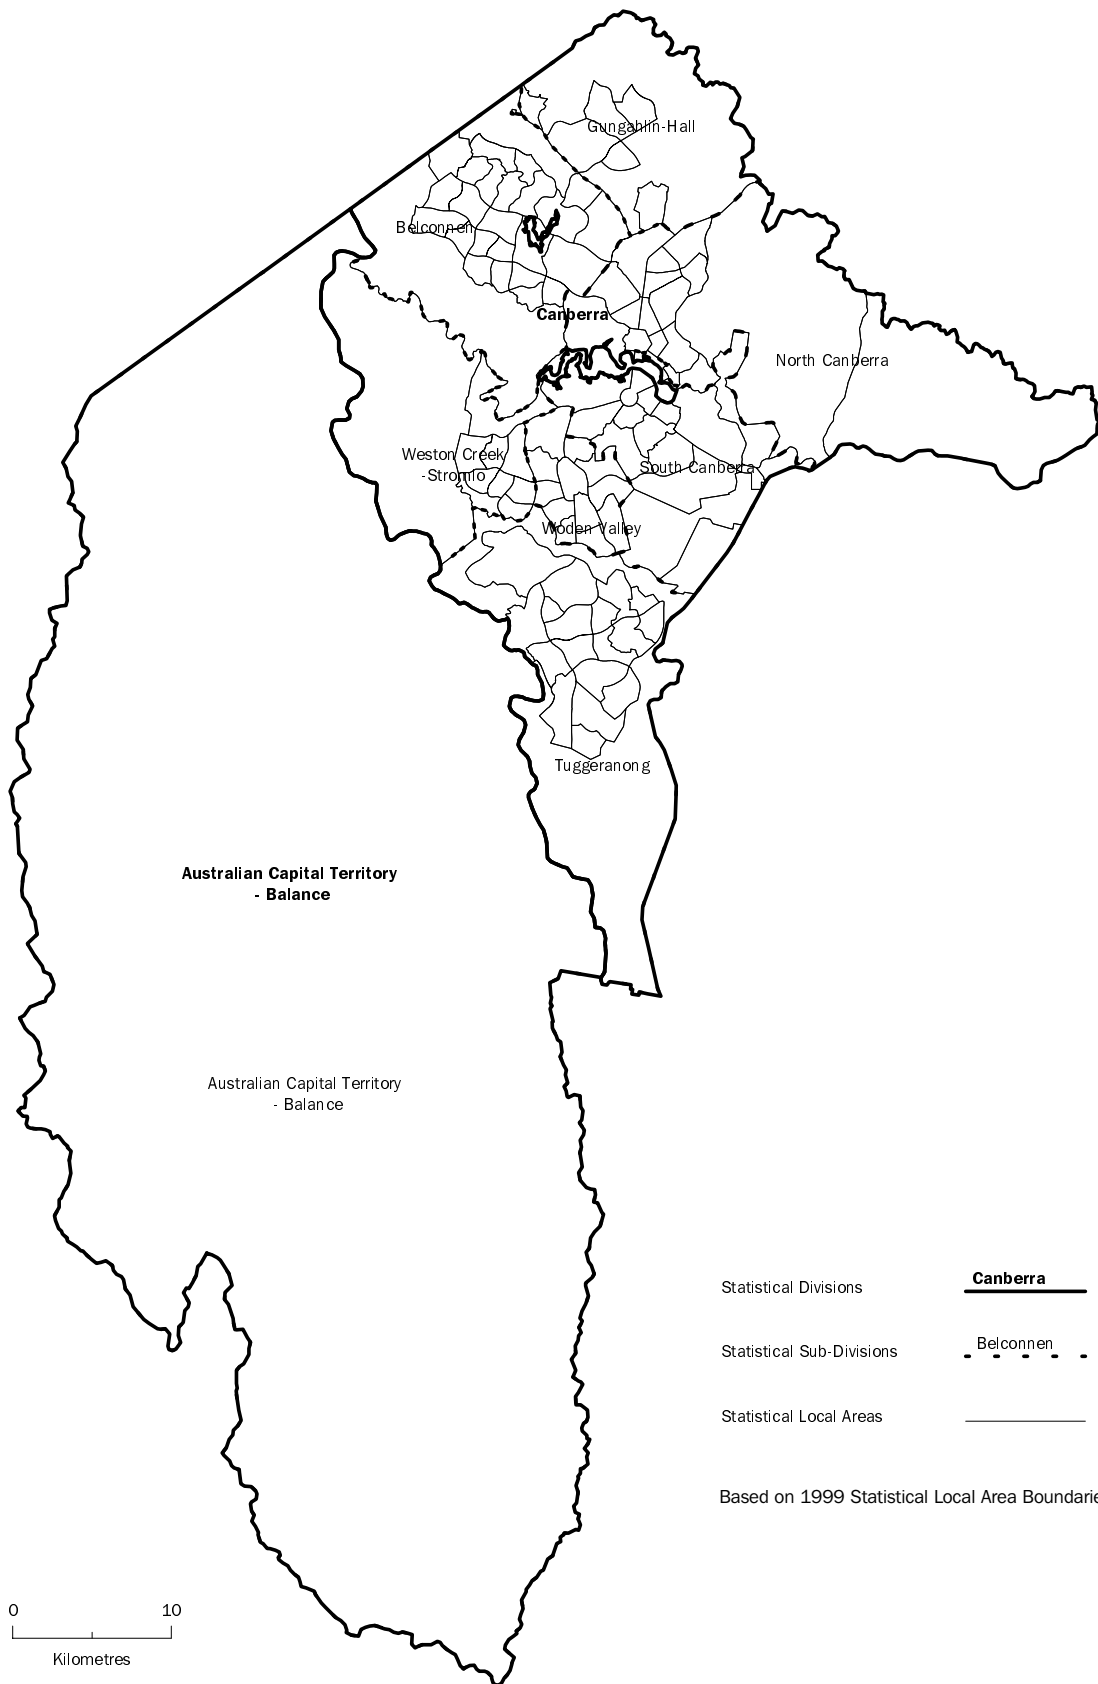 Gungahlin-Hall
Belconnen
Canberra
North Canberra
Weston Creek
-Stromlo
South Canberra
Woden Valley
Tuggeranong
Australian Capital Territory
- Balance
Australian Capital Territory
- Balance
Statistical Divisions
Canberra
Statistical Sub-Divisions
Belconnen
Statistical Local Areas
Based on 1999 Statistical Local Area Boundarie
0 10
Kilometres